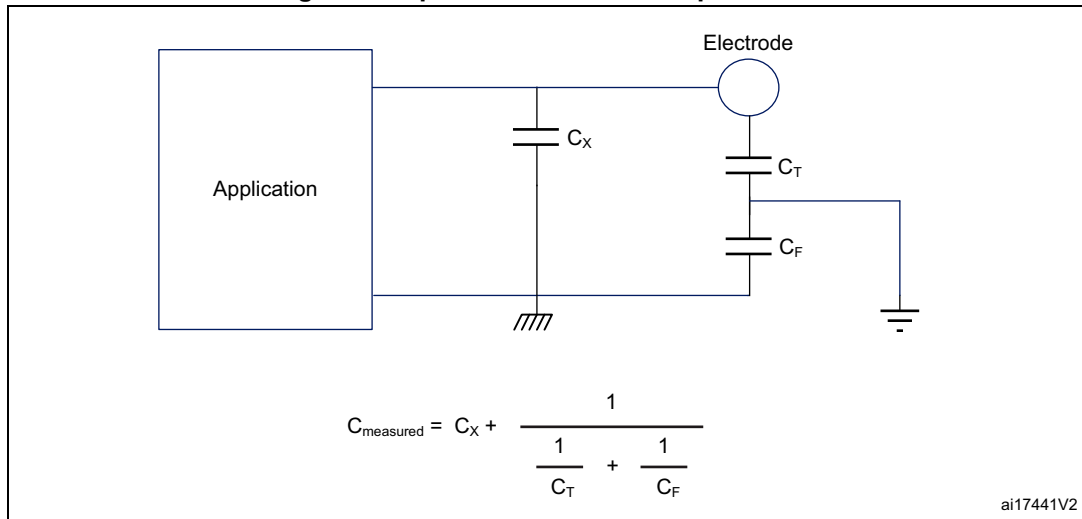 Electrode
C_X
C_T
Application
C_F
C_measured = C_X + 1 / (1/C_T + 1/C_F)
ai17441V2